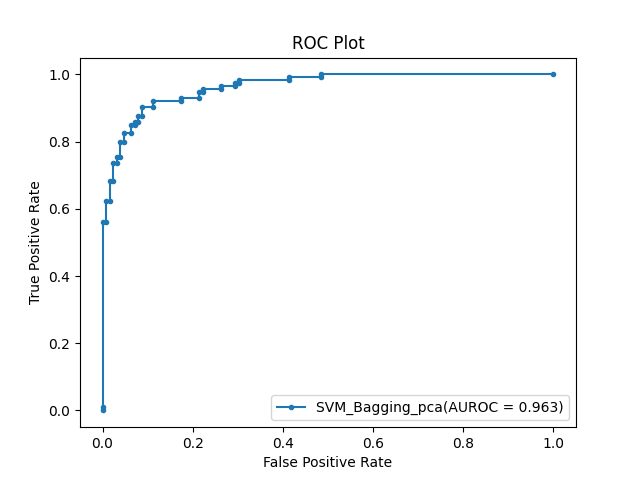 ROC Plot
True Positive Rate
1.0
0.8
0.6
0.4
0.2
0.0
SVM_Bagging_pca(AUROC = 0.963)
0.0 0.2 0.4 0.6 0.8 1.0
False Positive Rate